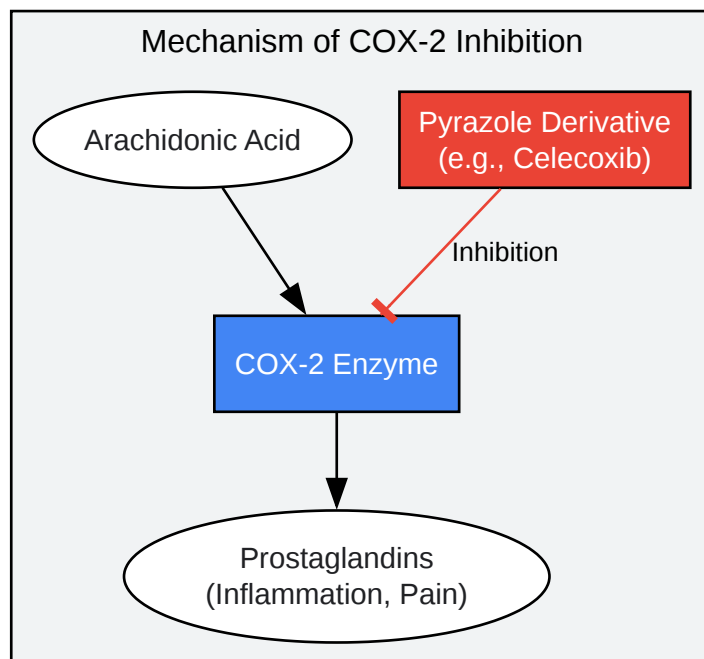 Mechanism of COX-2 Inhibition
Arachidonic Acid
Pyrazole Derivative
(e.g., Celecoxib)
Inhibition
COX-2 Enzyme
Prostaglandins
(Inflammation, Pain)